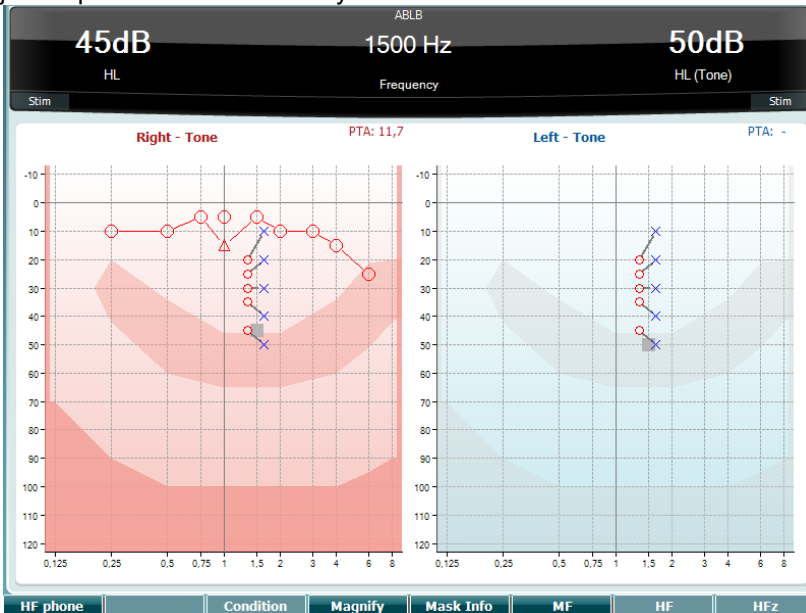 ABLB
45dB 1500 Hz 50dB
HL HL (Tone)
Frequency
Stim Stim
Right - Tone PTA: 11,7 Left - Tone PTA: -
-10 -10
0 0
10 10
20 20
30 30
40 40
50 50
60 60
70 70
80 80
90 90
100 100
110 110
120 120
0,125 0,25 0,5 0,75 1 1,5 2 3 4 6 8 0,125 0,25 0,5 0,75 1 1,5 2 3 4 6 8
HF phone Condition Magnify Mask Info MF HF HFz